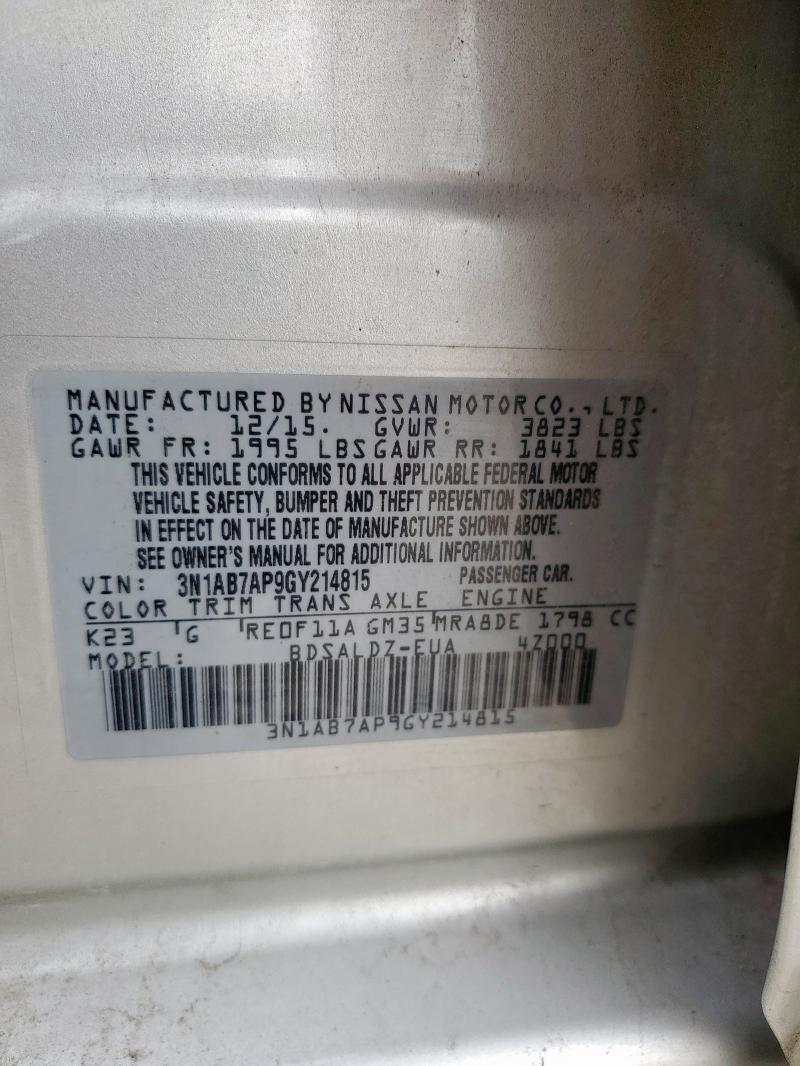 MANUFACTURED BY NISSAN MOTOR CO., LTD.
DATE: 12/15. GVWR: 3823 LBS
GAWR FR: 1995 LBS GAWR RR: 1841 LBS
THIS VEHICLE CONFORMS TO ALL APPLICABLE FEDERAL MOTOR
VEHICLE SAFETY, BUMPER AND THEFT PREVENTION STANDARDS
IN EFFECT ON THE DATE OF MANUFACTURE SHOWN ABOVE.
SEE OWNER'S MANUAL FOR ADDITIONAL INFORMATION.
VIN: 3N1AB7AP9GY214815 PASSENGER CAR.
COLOR TRIM TRANS AXLE ENGINE
K23 G RE0F11A GM35 MRA8DE 1798 CC
MODEL: BDSALDZ-EUA 4Z000
3N1AB7AP9GY214815